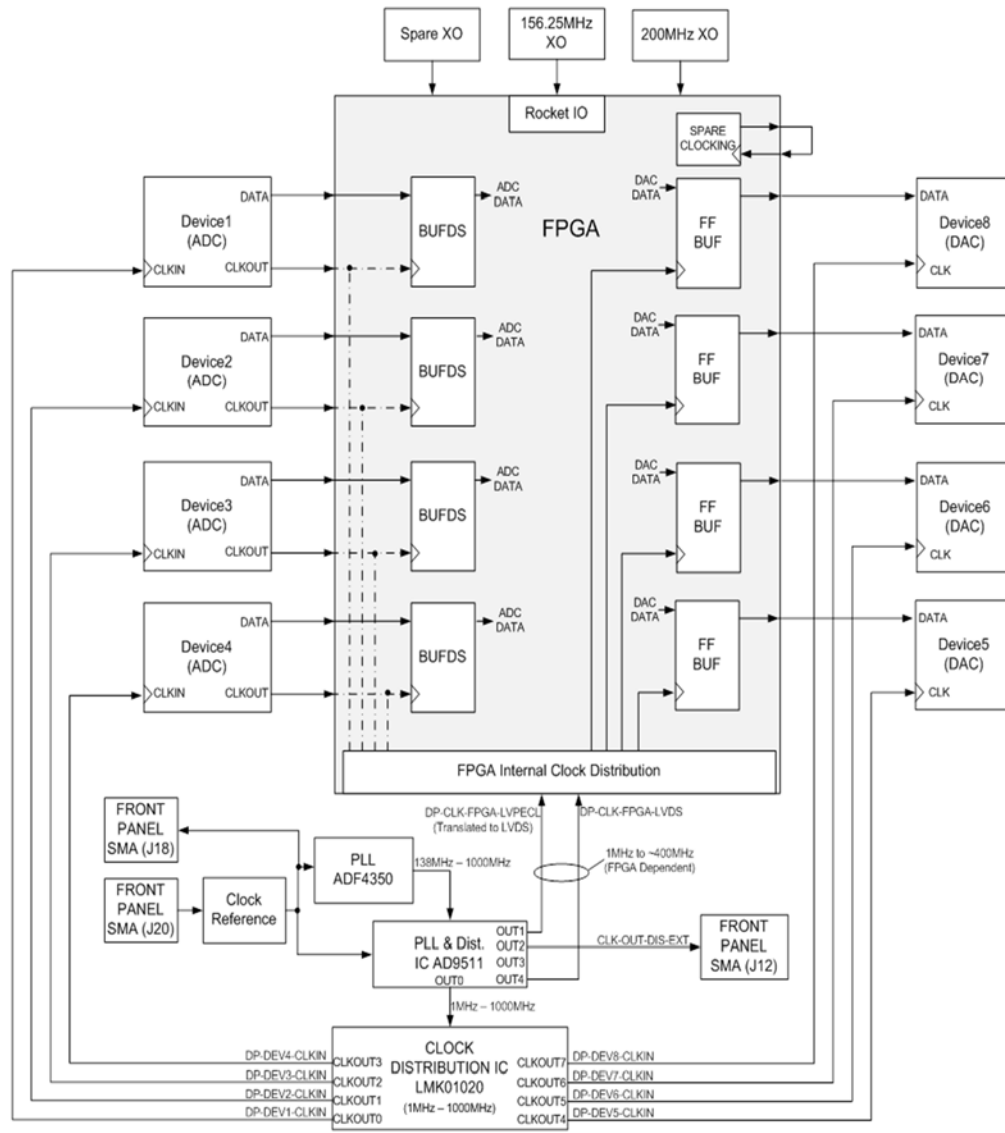 Spare XO
156.25MHz
XO
200MHz XO
Rocket IO
SPARE
CLOCKING
FPGA
DATA
Device1
(ADC)
CLKIN
CLKOUT
BUFDS
ADC
DATA
DAC
DATA
FF
BUF
DATA
Device8
(DAC)
CLK
DATA
Device2
(ADC)
CLKIN
CLKOUT
BUFDS
ADC
DATA
DAC
DATA
FF
BUF
DATA
Device7
(DAC)
CLK
DATA
Device3
(ADC)
CLKIN
CLKOUT
BUFDS
ADC
DATA
DAC
DATA
FF
BUF
DATA
Device6
(DAC)
CLK
DATA
Device4
(ADC)
CLKIN
CLKOUT
BUFDS
ADC
DATA
DAC
DATA
FF
BUF
DATA
Device5
(DAC)
CLK
FPGA Internal Clock Distribution
DP-CLK-FPGA-LVPECL
(Translated to LVDS)
DP-CLK-FPGA-LVDS
1MHz to ~400MHz
(FPGA Dependent)
FRONT
PANEL
SMA (J18)
PLL
ADF4350
138MHz – 1000MHz
FRONT
PANEL
SMA (J20)
Clock
Reference
PLL & Dist.
IC AD9511
OUT1
OUT2
OUT3
OUT4
OUT0
CLK-OUT-DIS-EXT
FRONT
PANEL
SMA (J12)
1MHz – 1000MHz
CLOCK
DISTRIBUTION IC
LMK01020
(1MHz – 1000MHz)
DP-DEV4-CLKIN
CLKOUT3
DP-DEV3-CLKIN
CLKOUT2
DP-DEV2-CLKIN
CLKOUT1
DP-DEV1-CLKIN
CLKOUT0
CLKOUT7
DP-DEV8-CLKIN
CLKOUT6
DP-DEV7-CLKIN
CLKOUT5
DP-DEV6-CLKIN
CLKOUT4
DP-DEV5-CLKIN